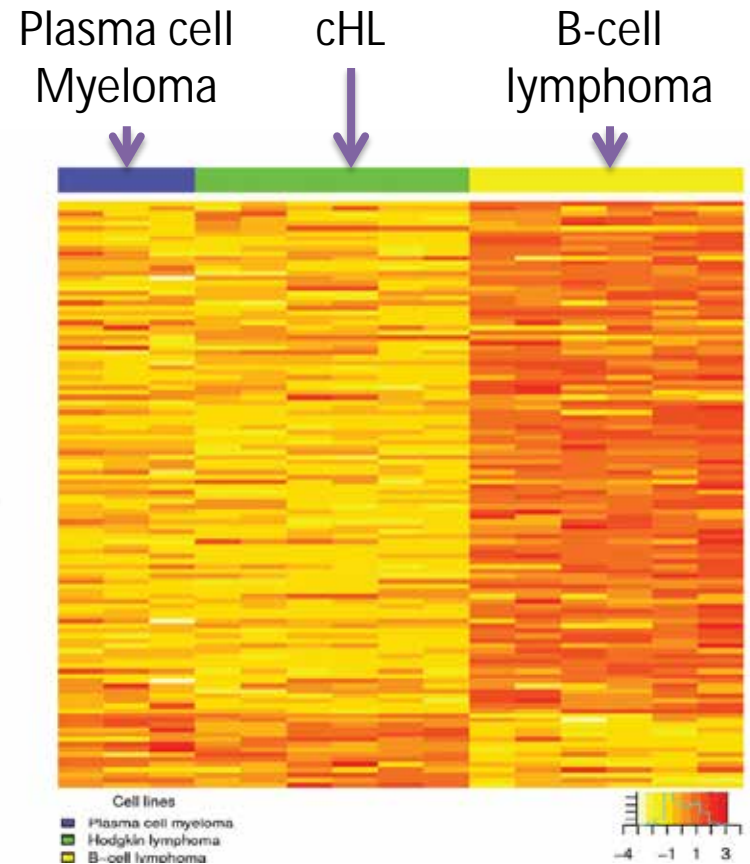 Plasma cell
Myeloma
cHL
B-cell
lymphoma
Cell lines
Plasma cell myeloma
Hodgkin lymphoma
B-cell lymphoma
-4 -1 1 3